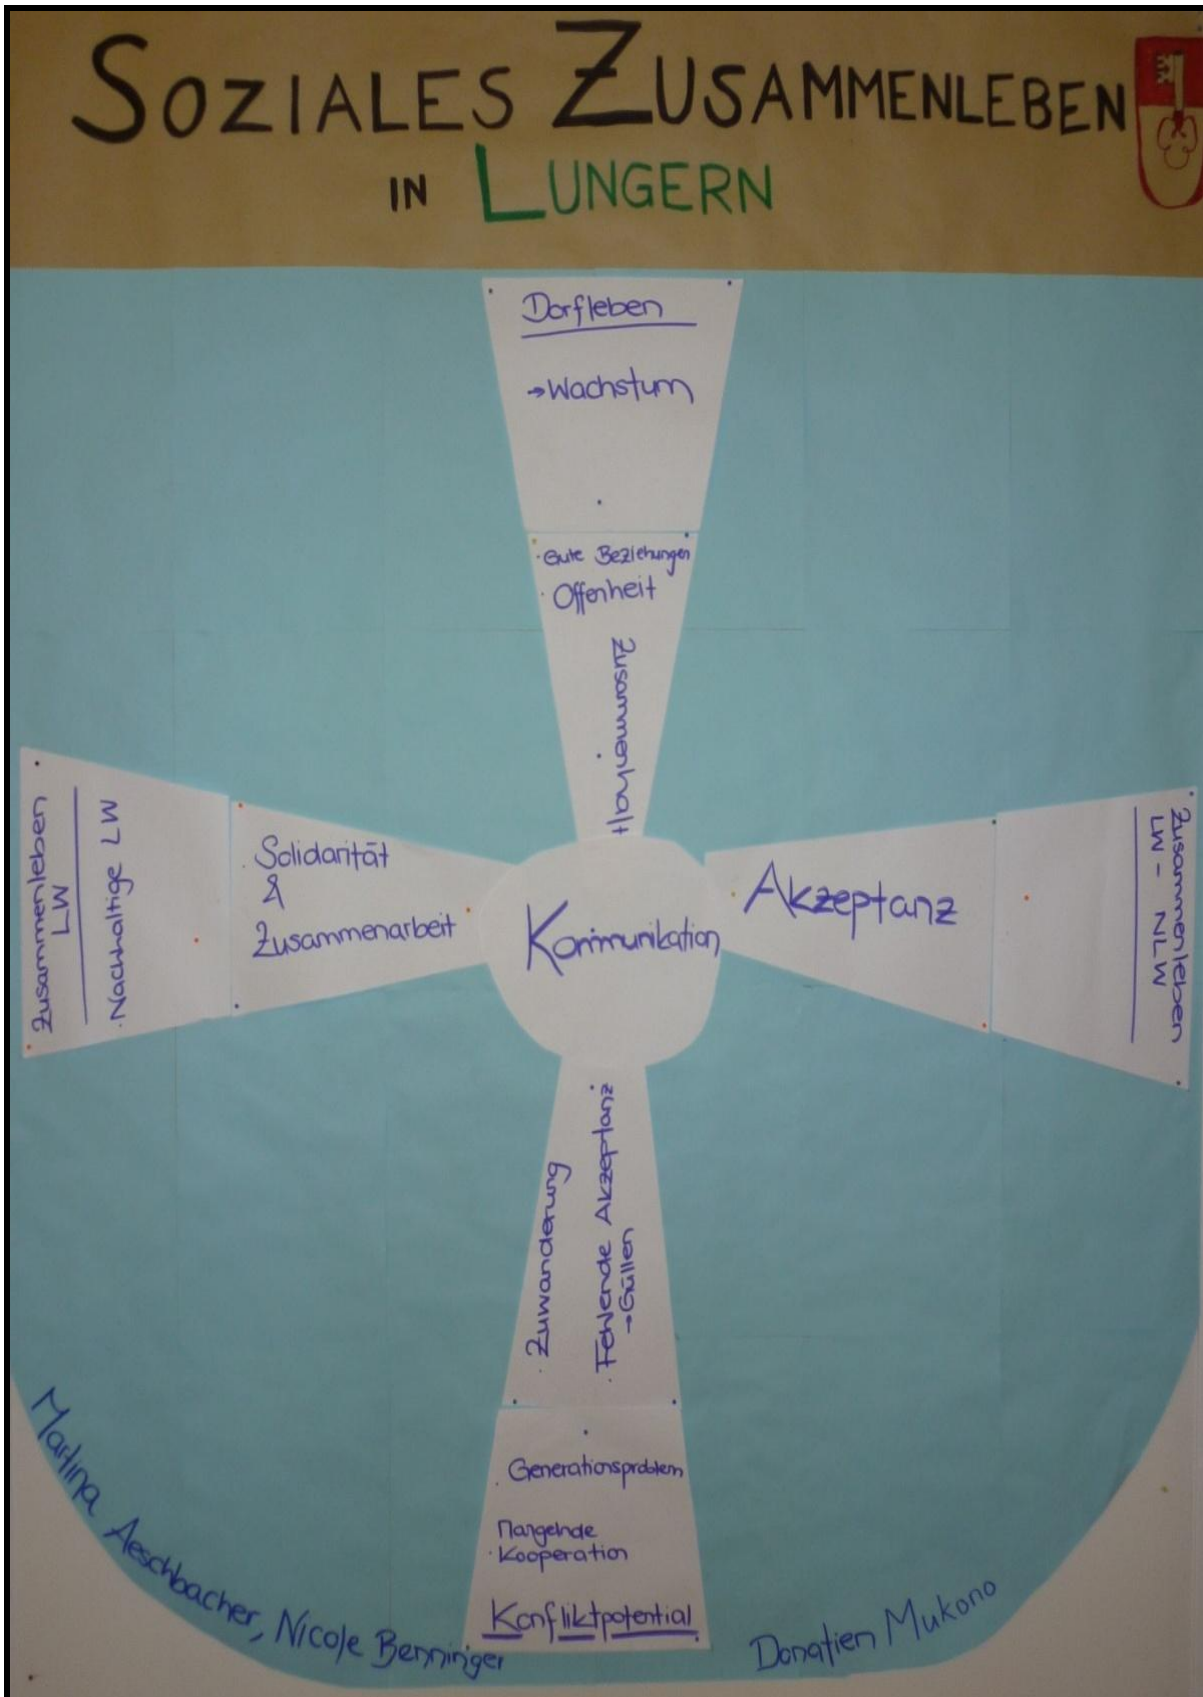 SOZIALES ZUSAMMENLEBEN
IN LUNGERN
Dorfleben
→Wachstum
· Gute Beziehungen
· Offenheit
Zusammenhalt
Zusammenleben
LW
· Nachhaltige LW
Solidarität
&
Zusammenarbeit
Kommunikation
Akzeptanz
Zusammenleben
LW - NLW
· Zuwanderung
· Fehlende Akzeptanz
→Güllen
· Generationsproblem
Mangelnde
· Kooperation
Konfliktpotential
Martina Aeschbacher, Nicole Benninger
Donatien Mukono